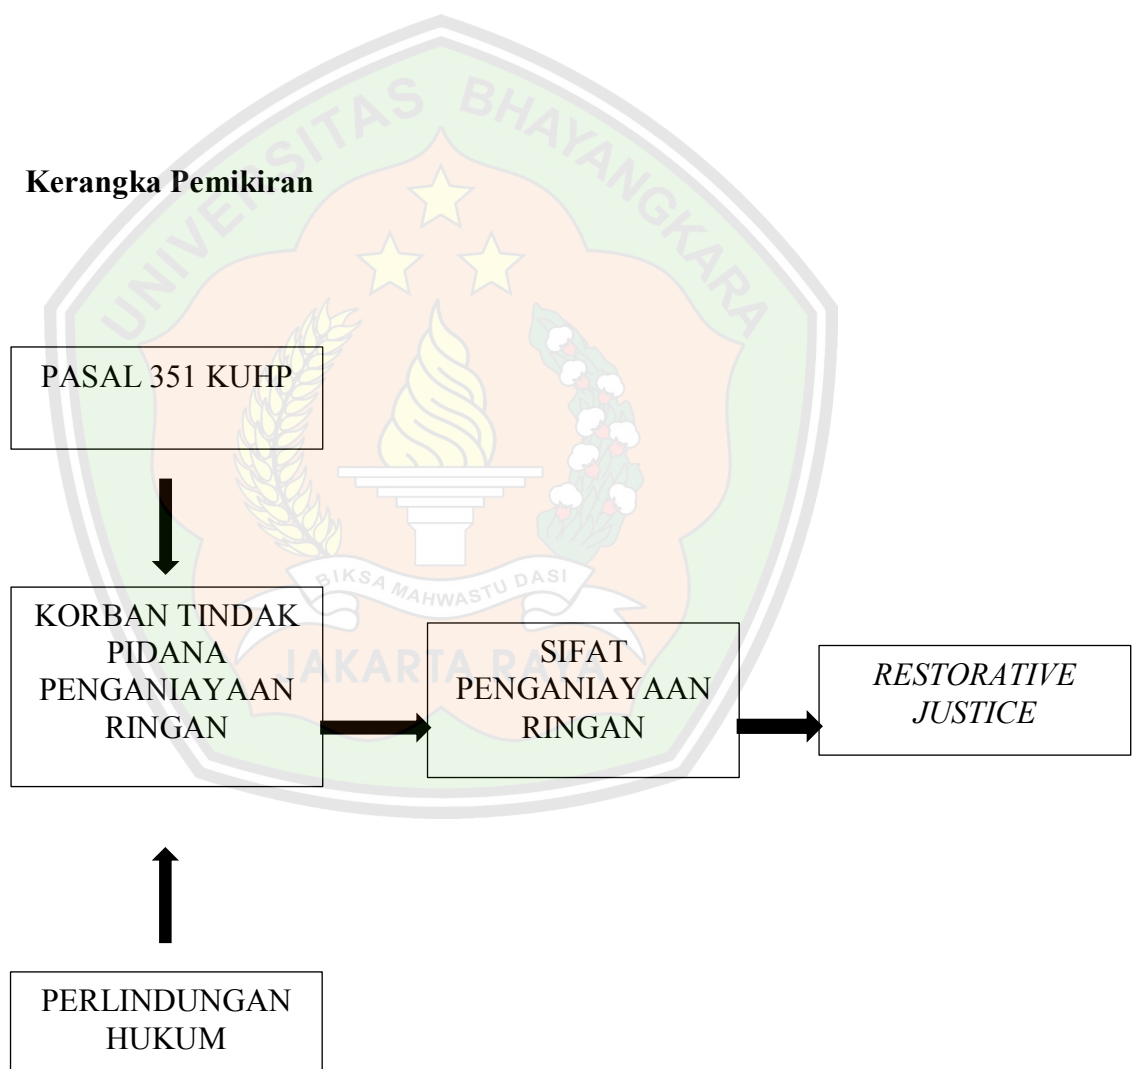 UNIVERSITAS BHAYANGKARA
Kerangka Pemikiran
PASAL 351 KUHP
BIKSA MAHWASTU DASI
JAKARTA RAYA
KORBAN TINDAK
PIDANA
PENGANIAYAAN
RINGAN
SIFAT
PENGANIAYAAN
RINGAN
RESTORATIVE
JUSTICE
PERLINDUNGAN
HUKUM